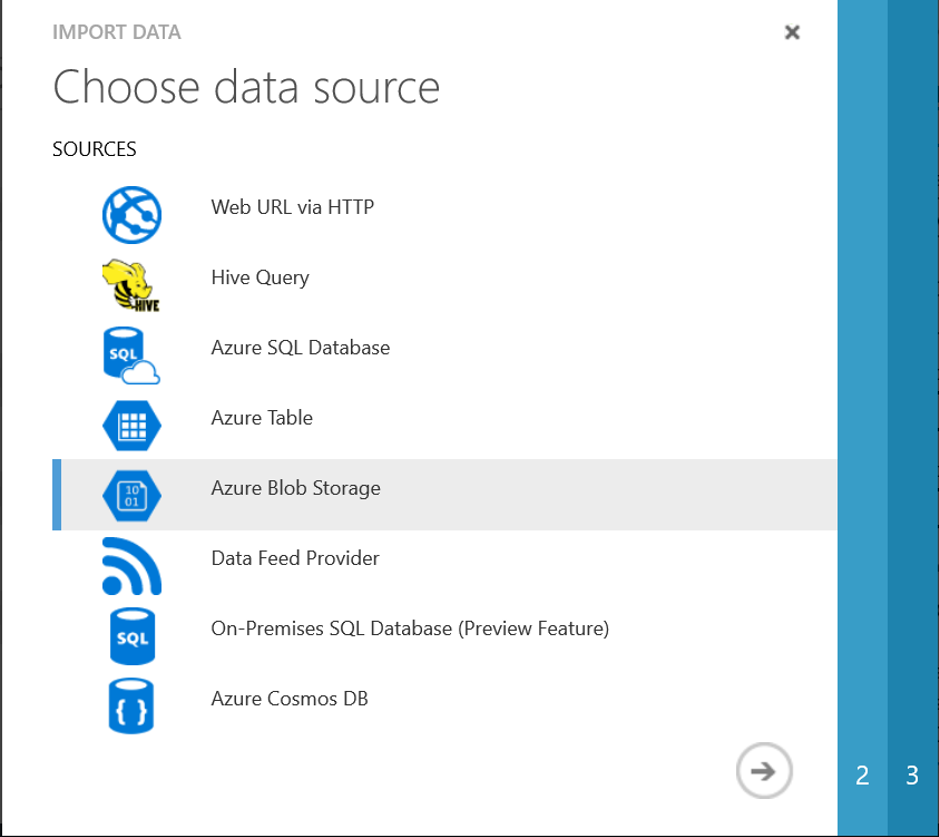 IMPORT DATA
Choose data source
SOURCES
Web URL via HTTP
HIVE
Hive Query
SQL
Azure SQL Database
Azure Table
10
01
Azure Blob Storage
Data Feed Provider
SQL
On-Premises SQL Database (Preview Feature)
{ }
Azure Cosmos DB
2
3